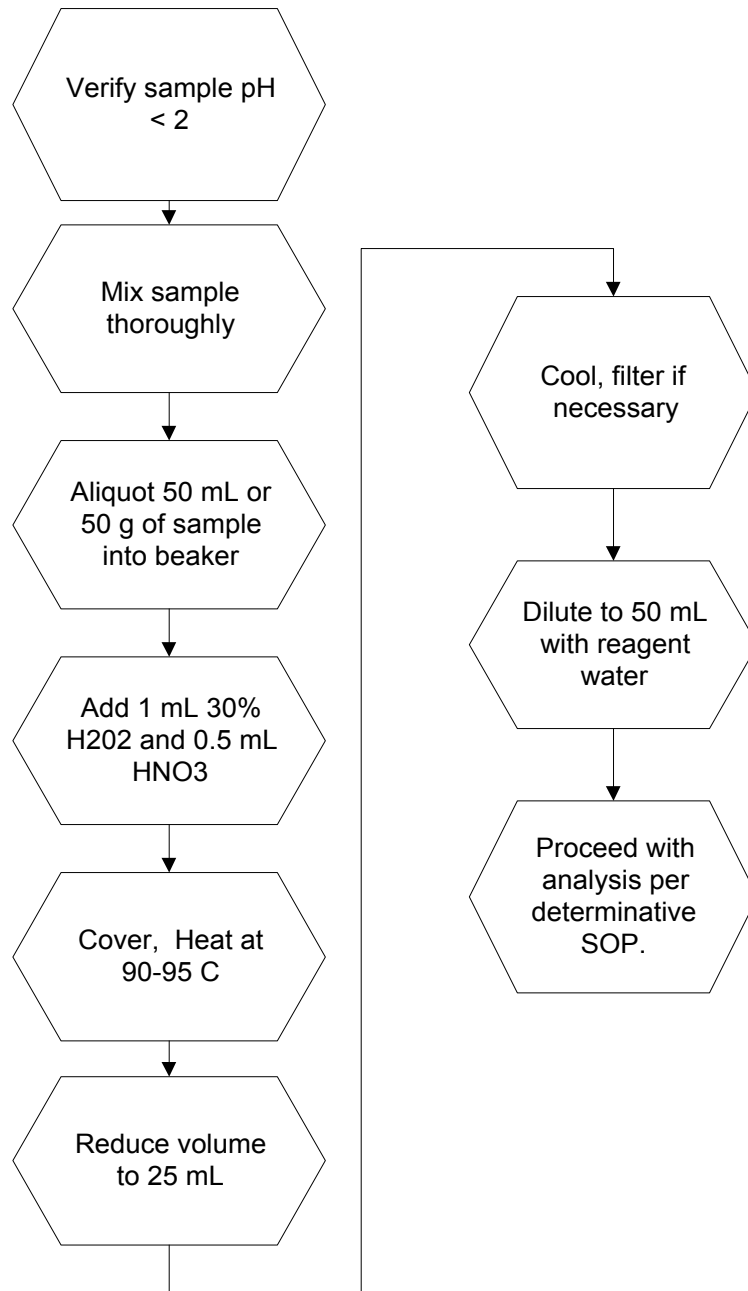 Verify sample pH
< 2
Mix sample
thoroughly
Aliquot 50 mL or
50 g of sample
into beaker
Add 1 mL 30%
H202 and 0.5 mL
HNO3
Cover,  Heat at
90-95 C
Reduce volume
to 25 mL
Cool, filter if
necessary
Dilute to 50 mL
with reagent
water
Proceed with
analysis per
determinative
SOP.